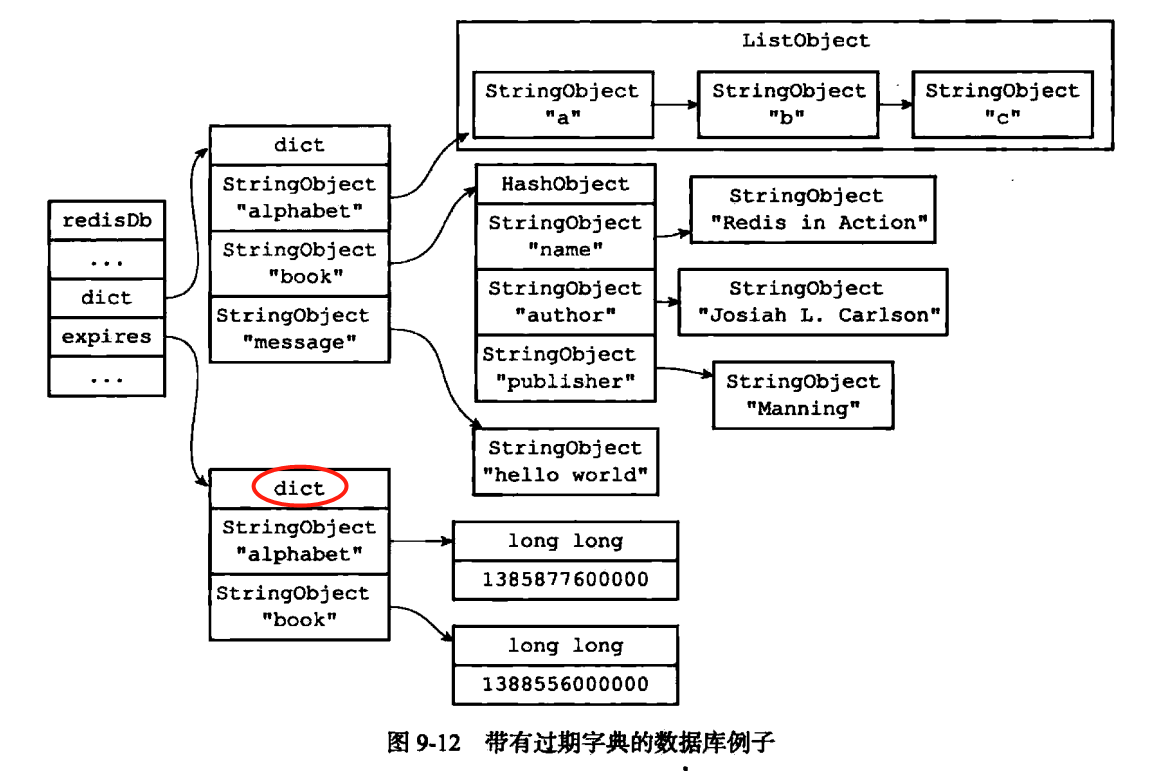 ListObject
StringObject
"a"
StringObject
"b"
StringObject
"c"
dict
StringObject
"alphabet"
StringObject
"book"
StringObject
"message"
redisDb
...
dict
expires
...
HashObject
StringObject
"name"
StringObject
"author"
StringObject
"publisher"
StringObject
"Redis in Action"
StringObject
"Josiah L. Carlson"
StringObject
"Manning"
StringObject
"hello world"
dict
StringObject
"alphabet"
StringObject
"book"
long long
1385877600000
long long
1388556000000
图 9-12 带有过期字典的数据库例子